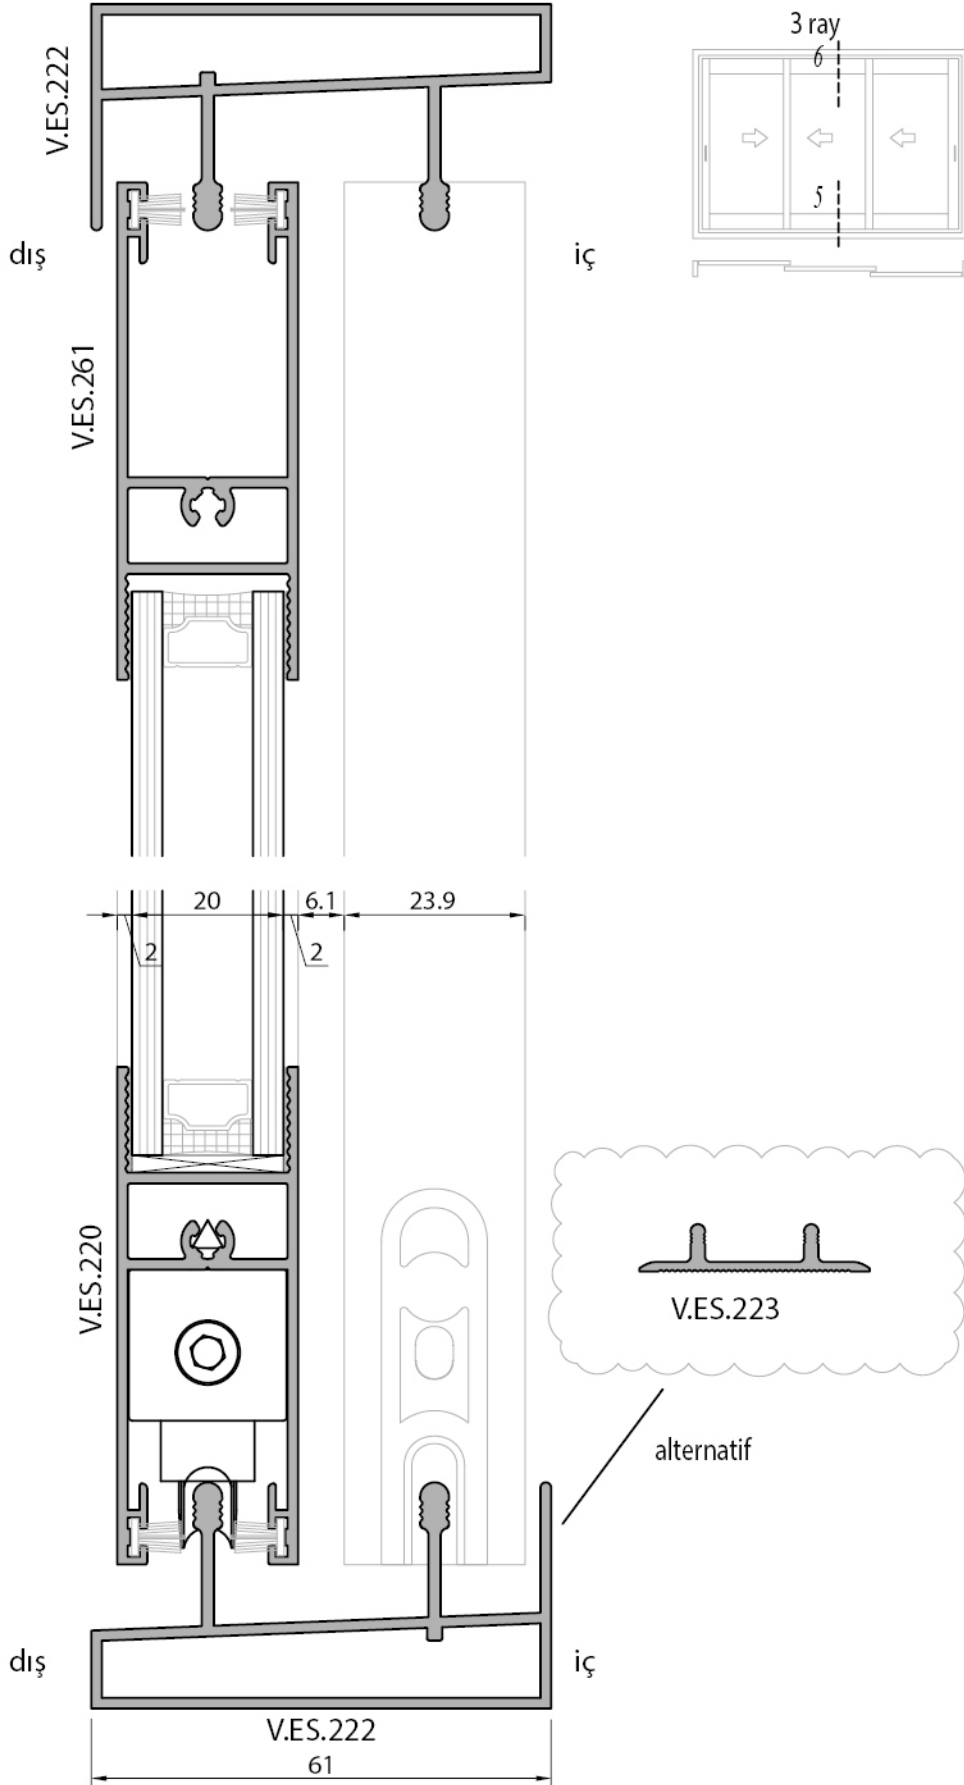 3 ray
6
V.ES.222
5
dış
iç
V.ES.261
20
6.1
23.9
2
2
V.ES.220
V.ES.223
alternatif
dış
iç
V.ES.222
61